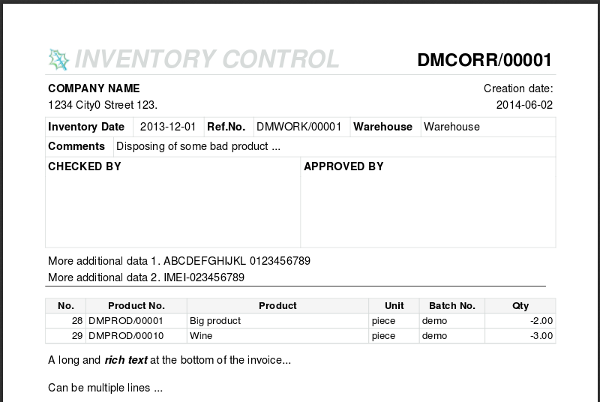 INVENTORY CONTROL DMCORR/00001
COMPANY NAME Creation date:
1234 City0 Street 123. 2014-06-02
Inventory Date 2013-12-01 Ref.No. DMWORK/00001 Warehouse Warehouse
Comments Disposing of some bad product ...
CHECKED BY APPROVED BY
More additional data 1. ABCDEFGHIJKL 0123456789
More additional data 2. IMEI-023456789
No. Product No. Product Unit Batch No. Qty
28 DMPROD/00001 Big product piece demo -2.00
29 DMPROD/00010 Wine piece demo -3.00
A long and rich text at the bottom of the invoice...
Can be multiple lines ...